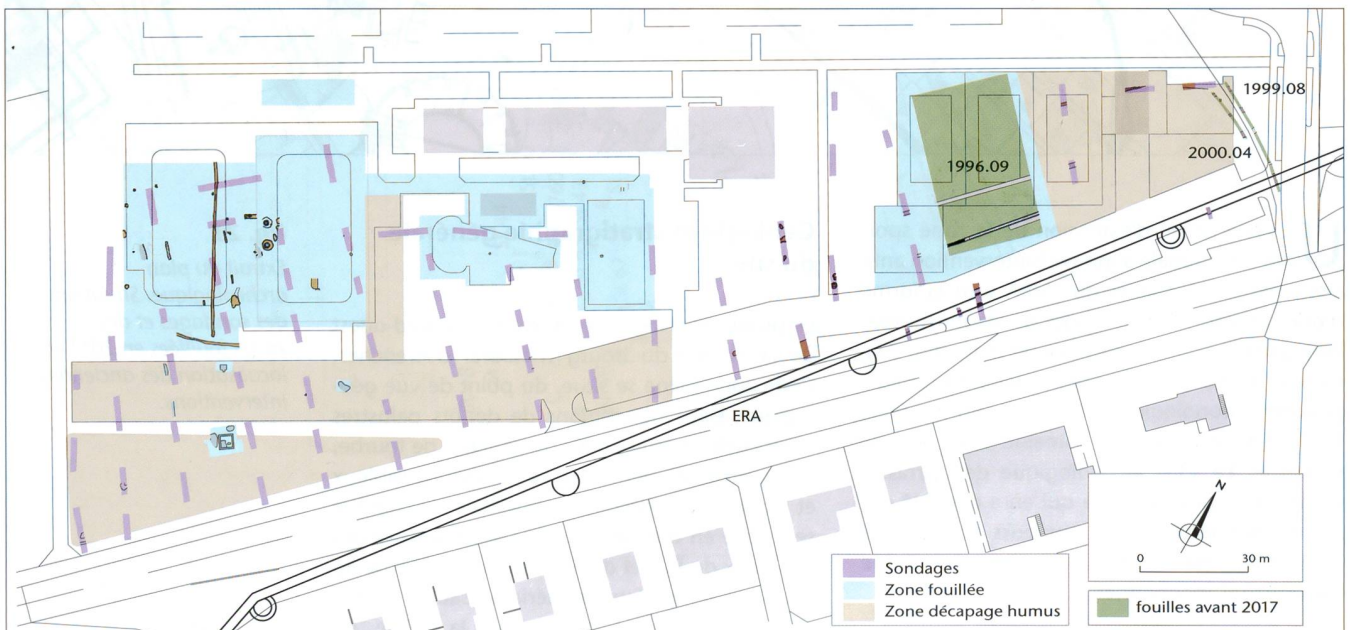 1999.08
1996.09
2000.04
ERA
N
0 30 m
Sondages
Zone fouillée
Zone décapage humus
fouilles avant 2017